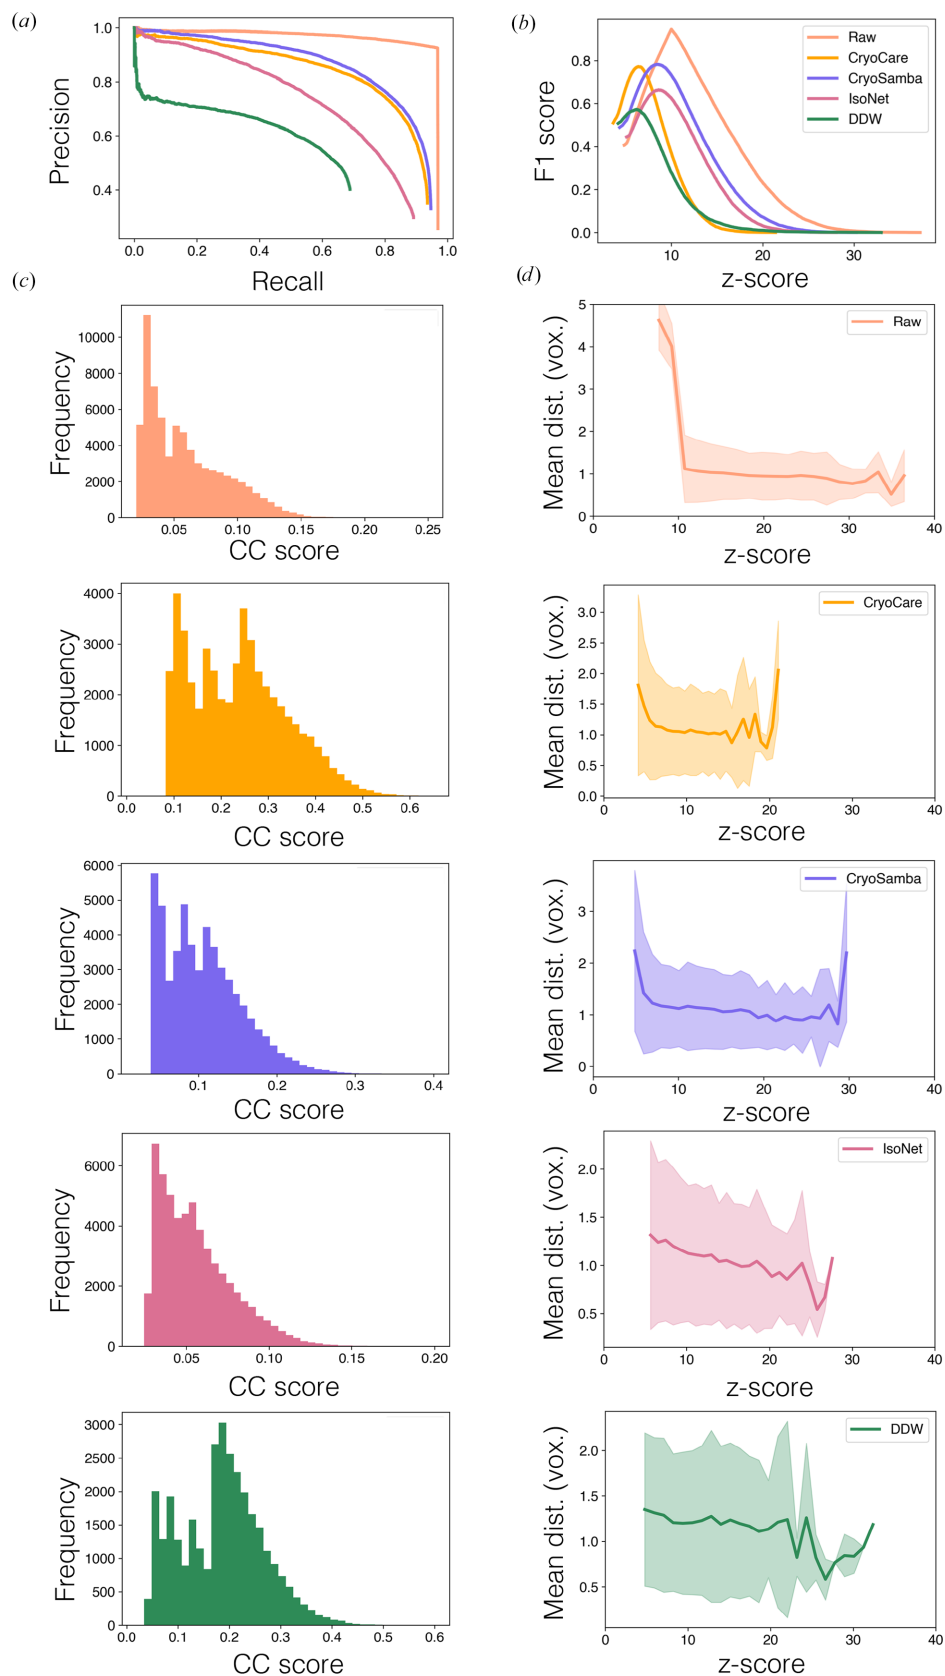 (a)
Precision
1.0
0.8
0.6
0.4
0.0 0.2 0.4 0.6 0.8 1.0
Recall
(b)
F1 score
0.8
0.6
0.4
0.2
0.0
10 20 30
z-score
Raw
CryoCare
CryoSamba
IsoNet
DDW
(c)
Frequency
10000
8000
6000
4000
2000
0
0.05 0.10 0.15 0.20 0.25
CC score
(d)
Mean dist. (vox.)
5
4
3
2
1
0
0 10 20 30 40
z-score
Raw
Frequency
4000
3000
2000
1000
0
0.0 0.1 0.2 0.3 0.4 0.5 0.6
CC score
Mean dist. (vox.)
3.0
2.5
2.0
1.5
1.0
0.5
0.0
0 10 20 30 40
z-score
CryoCare
Frequency
6000
5000
4000
3000
2000
1000
0
0.1 0.2 0.3 0.4
CC score
Mean dist. (vox.)
3
2
1
0
0 10 20 30 40
z-score
CryoSamba
Frequency
6000
4000
2000
0
0.05 0.10 0.15 0.20
CC score
Mean dist. (vox.)
2.0
1.5
1.0
0.5
0 10 20 30 40
z-score
IsoNet
Frequency
3000
2500
2000
1500
1000
500
0
0.0 0.1 0.2 0.3 0.4 0.5 0.6
CC score
Mean dist. (vox.)
2.0
1.5
1.0
0.5
0 10 20 30 40
z-score
DDW